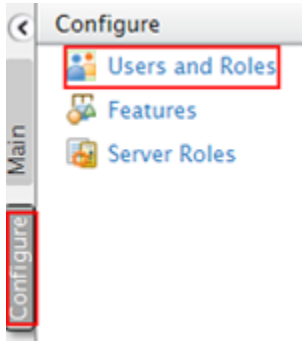 Configure
Users and Roles
Features
Server Roles
Main
Configure